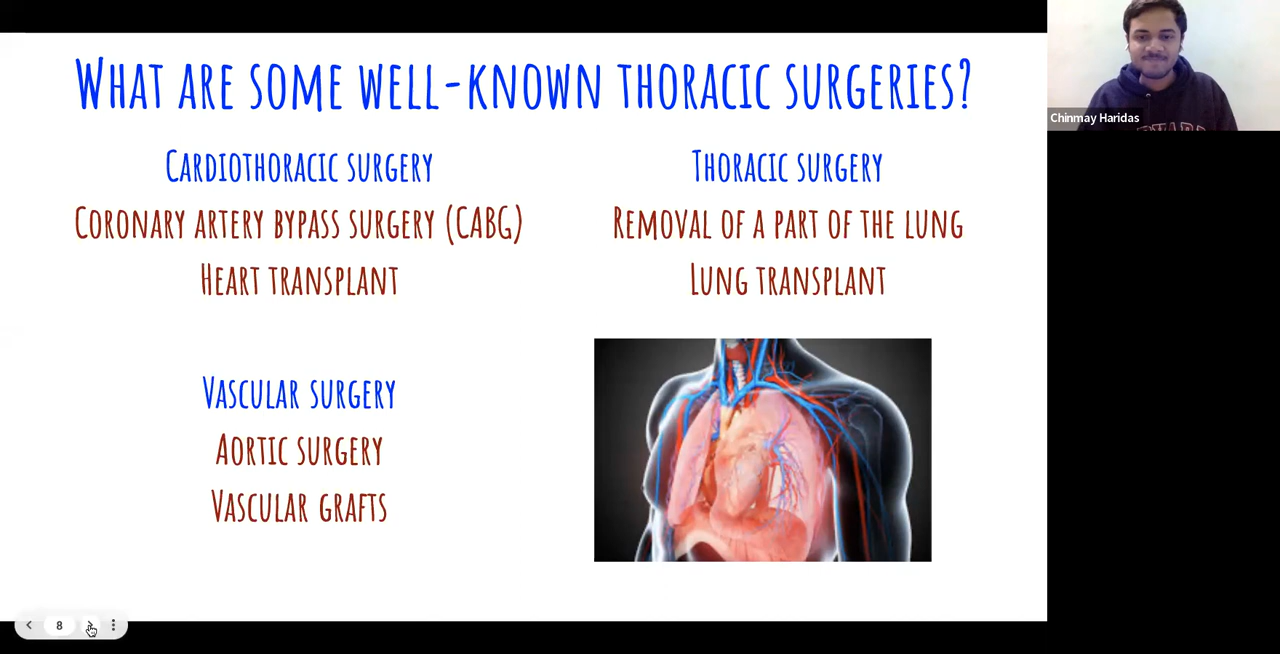 What are some well-known thoracic surgeries?
Cardiothoracic surgery
Coronary artery bypass surgery (CABG)
Heart transplant
Thoracic surgery
Removal of a part of the lung
Lung transplant
Vascular surgery
Aortic surgery
Vascular grafts
8
Chinmay Haridas